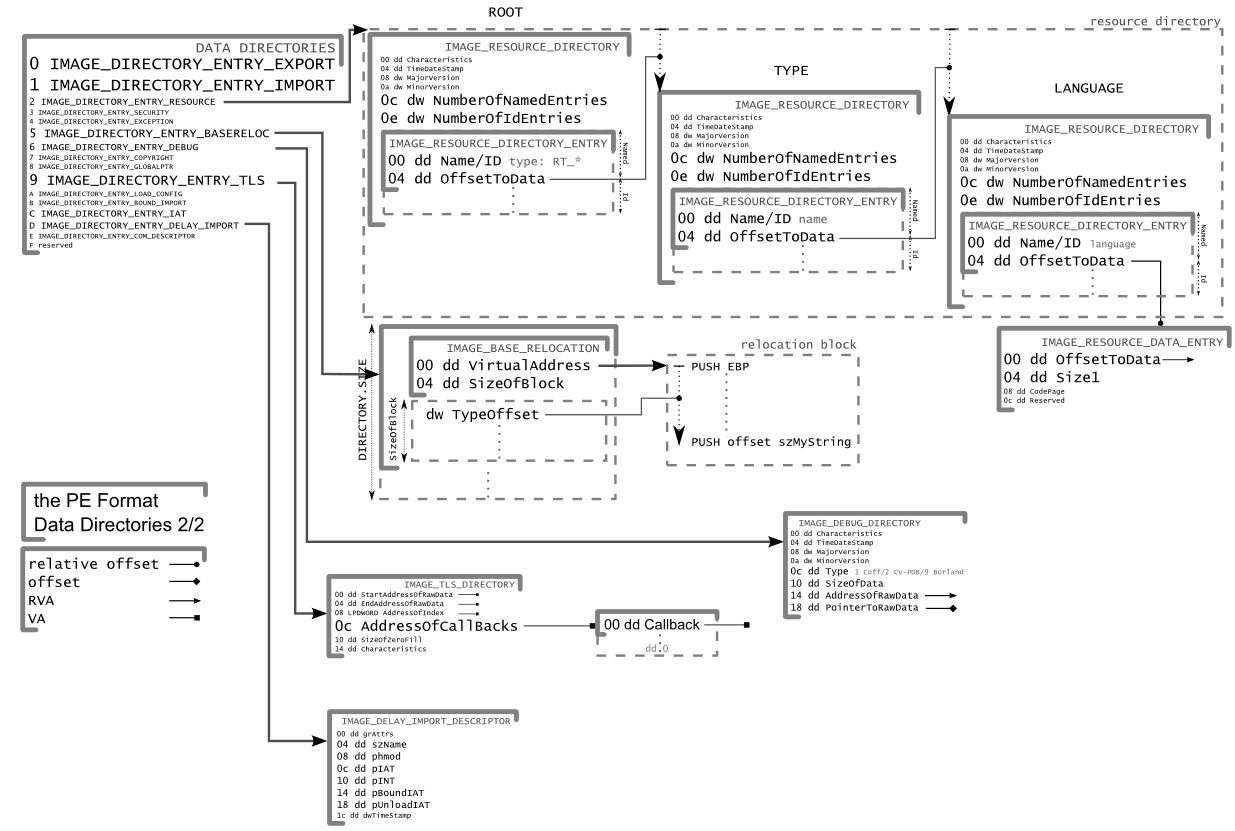 ROOT
resource directory
DATA DIRECTORIES
0 IMAGE_DIRECTORY_ENTRY_EXPORT
1 IMAGE_DIRECTORY_ENTRY_IMPORT
2 IMAGE_DIRECTORY_ENTRY_RESOURCE
3 IMAGE_DIRECTORY_ENTRY_SECURITY
4 IMAGE_DIRECTORY_ENTRY_EXCEPTION
5 IMAGE_DIRECTORY_ENTRY_BASERELOC
6 IMAGE_DIRECTORY_ENTRY_DEBUG
7 IMAGE_DIRECTORY_ENTRY_COPYRIGHT
8 IMAGE_DIRECTORY_ENTRY_GLOBALPTR
9 IMAGE_DIRECTORY_ENTRY_TLS
A IMAGE_DIRECTORY_ENTRY_LOAD_CONFIG
B IMAGE_DIRECTORY_ENTRY_BOUND_IMPORT
C IMAGE_DIRECTORY_ENTRY_IAT
D IMAGE_DIRECTORY_ENTRY_DELAY_IMPORT
E IMAGE_DIRECTORY_ENTRY_COM_DESCRIPTOR
F reserved
IMAGE_RESOURCE_DIRECTORY
00 dd Characteristics
04 dd TimeDateStamp
08 dw MajorVersion
0a dw MinorVersion
0c dw NumberOfNamedEntries
0e dw NumberOfIdEntries
IMAGE_RESOURCE_DIRECTORY_ENTRY
00 dd Name/ID type: RT_*
04 dd OffsetToData
Named
Id
TYPE
IMAGE_RESOURCE_DIRECTORY
00 dd Characteristics
04 dd TimeDateStamp
08 dw MajorVersion
0a dw MinorVersion
0c dw NumberOfNamedEntries
0e dw NumberOfIdEntries
IMAGE_RESOURCE_DIRECTORY_ENTRY
00 dd Name/ID name
04 dd OffsetToData
Named
Id
LANGUAGE
IMAGE_RESOURCE_DIRECTORY
00 dd Characteristics
04 dd TimeDateStamp
08 dw MajorVersion
0a dw MinorVersion
0c dw NumberOfNamedEntries
0e dw NumberOfIdEntries
IMAGE_RESOURCE_DIRECTORY_ENTRY
00 dd Name/ID language
04 dd OffsetToData
Named
Id
IMAGE_RESOURCE_DATA_ENTRY
00 dd OffsetToData
04 dd Size1
08 dd CodePage
0c dd Reserved
DIRECTORY.SIZE
IMAGE_BASE_RELOCATION
00 dd VirtualAddress
04 dd SizeOfBlock
SizeOfBlock
dw TypeOffset
relocation block
PUSH EBP
PUSH offset szMyString
the PE Format
Data Directories 2/2
relative offset
offset
RVA
VA
IMAGE_DEBUG_DIRECTORY
00 dd Characteristics
04 dd TimeDateStamp
08 dw MajorVersion
0a dw MinorVersion
0c dd Type 1 Coff/2 CV-PDB/9 Borland
10 dd SizeOfData
14 dd AddressOfRawData
18 dd PointerToRawData
IMAGE_TLS_DIRECTORY
00 dd StartAddressOfRawData
04 dd EndAddressOfRawData
08 LPDWORD AddressOfIndex
0c AddressOfCallBacks
10 dd SizeOfZeroFill
14 dd Characteristics
00 dd Callback
dd 0
IMAGE_DELAY_IMPORT_DESCRIPTOR
00 dd grAttrs
04 dd szName
08 dd phmod
0c dd pIAT
10 dd pINT
14 dd pBoundIAT
18 dd pUnloadIAT
1c dd dwTimeStamp